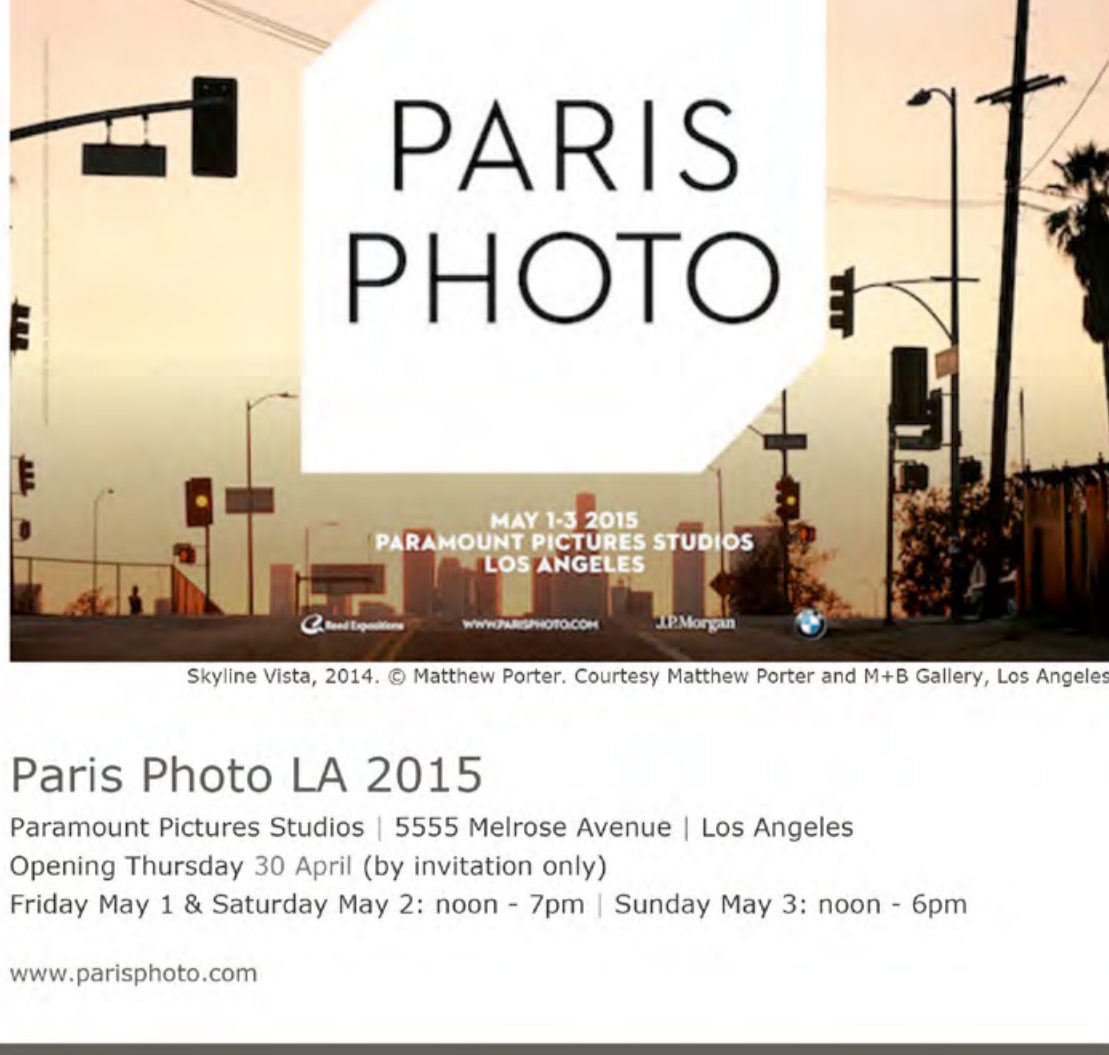 PARIS
PHOTO
MAY 1-3 2015
PARAMOUNT PICTURES STUDIOS
LOS ANGELES
Reed Expositions
WWW.PARISPHOTO.COM
J.P.Morgan
Skyline Vista, 2014. © Matthew Porter. Courtesy Matthew Porter and M+B Gallery, Los Angeles
Paris Photo LA 2015
Paramount Pictures Studios | 5555 Melrose Avenue | Los Angeles
Opening Thursday 30 April (by invitation only)
Friday May 1 & Saturday May 2: noon - 7pm | Sunday May 3: noon - 6pm
www.parisphoto.com